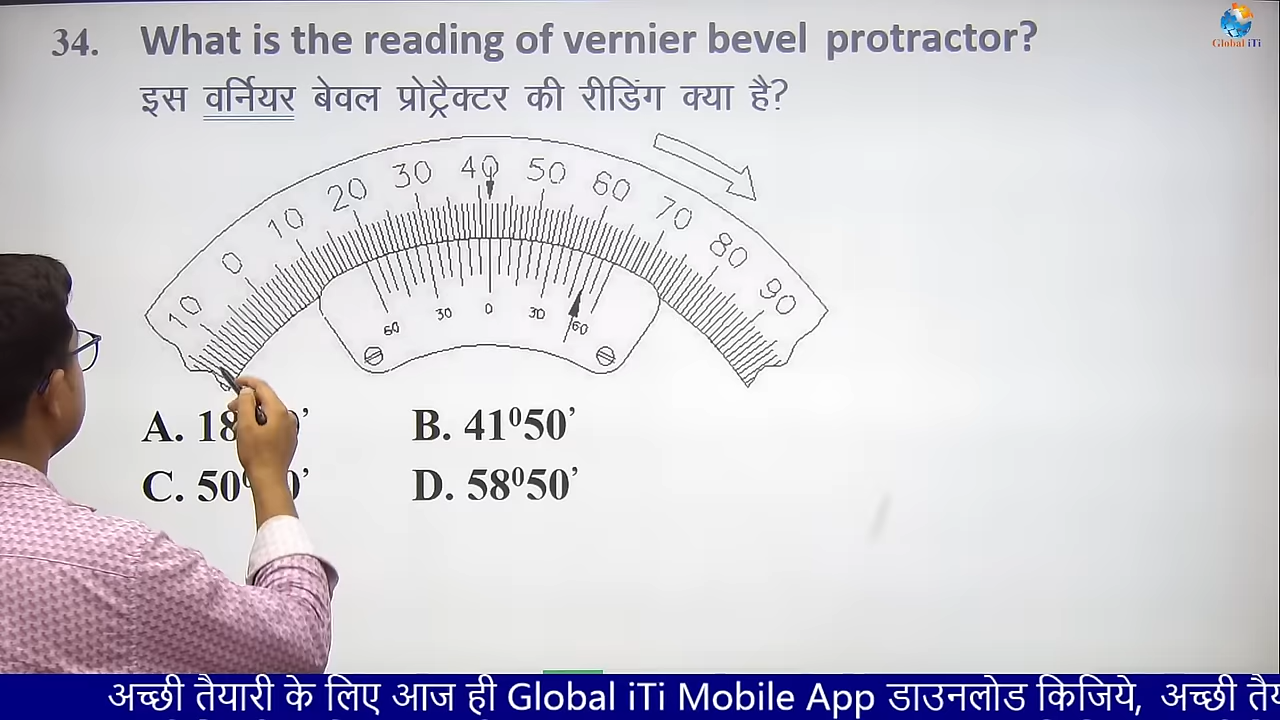 34. What is the reading of vernier bevel protractor?
Global iTi
इस वर्नियर बेवल प्रोट्रैक्टर की रीडिंग क्या है?
10 0 10 20 30 40 50 60 70 80 90
60 30 0 30 60
A. 18
B. 41⁰50’
C. 50
D. 58⁰50’
अच्छी तैयारी के लिए आज ही Global iTi Mobile App डाउनलोड किजिये, अच्छी